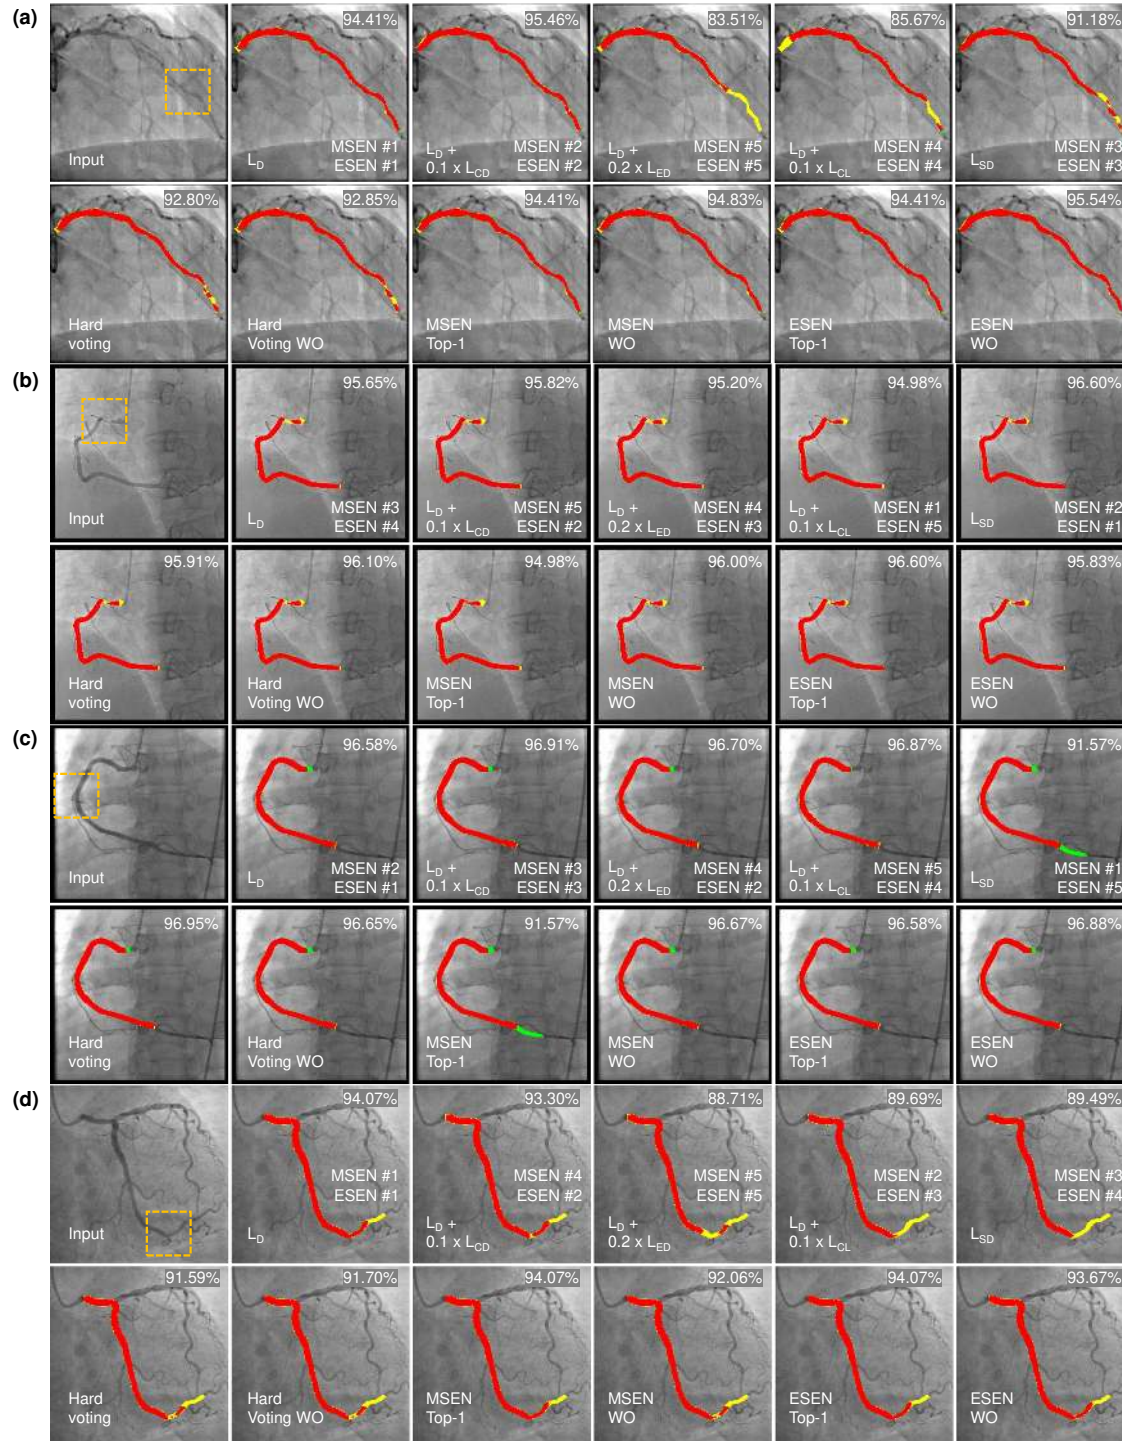 (a)
94.41%
95.46%
83.51%
85.67%
91.18%
Input
L_D
MSEN #1
ESEN #1
L_D +
0.1 x L_CD
MSEN #2
ESEN #2
L_D +
0.2 x L_ED
MSEN #5
ESEN #5
L_D +
0.1 x L_CL
MSEN #4
ESEN #4
L_SD
MSEN #3
ESEN #3
92.80%
92.85%
94.41%
94.83%
94.41%
95.54%
Hard
voting
Hard
Voting WO
MSEN
Top-1
MSEN
WO
ESEN
Top-1
ESEN
WO
(b)
95.65%
95.82%
95.20%
94.98%
96.60%
Input
L_D
MSEN #3
ESEN #4
L_D +
0.1 x L_CD
MSEN #5
ESEN #2
L_D +
0.2 x L_ED
MSEN #4
ESEN #3
L_D +
0.1 x L_CL
MSEN #1
ESEN #5
L_SD
MSEN #2
ESEN #1
95.91%
96.10%
94.98%
96.00%
96.60%
95.83%
Hard
voting
Hard
Voting WO
MSEN
Top-1
MSEN
WO
ESEN
Top-1
ESEN
WO
(c)
96.58%
96.91%
96.70%
96.87%
91.57%
Input
L_D
MSEN #2
ESEN #1
L_D +
0.1 x L_CD
MSEN #3
ESEN #3
L_D +
0.2 x L_ED
MSEN #4
ESEN #2
L_D +
0.1 x L_CL
MSEN #5
ESEN #4
L_SD
MSEN #1
ESEN #5
96.95%
96.65%
91.57%
96.67%
96.58%
96.88%
Hard
voting
Hard
Voting WO
MSEN
Top-1
MSEN
WO
ESEN
Top-1
ESEN
WO
(d)
94.07%
93.30%
88.71%
89.69%
89.49%
Input
L_D
MSEN #1
ESEN #1
L_D +
0.1 x L_CD
MSEN #4
ESEN #2
L_D +
0.2 x L_ED
MSEN #5
ESEN #5
L_D +
0.1 x L_CL
MSEN #2
ESEN #3
L_SD
MSEN #3
ESEN #4
91.59%
91.70%
94.07%
92.06%
94.07%
93.67%
Hard
voting
Hard
Voting WO
MSEN
Top-1
MSEN
WO
ESEN
Top-1
ESEN
WO